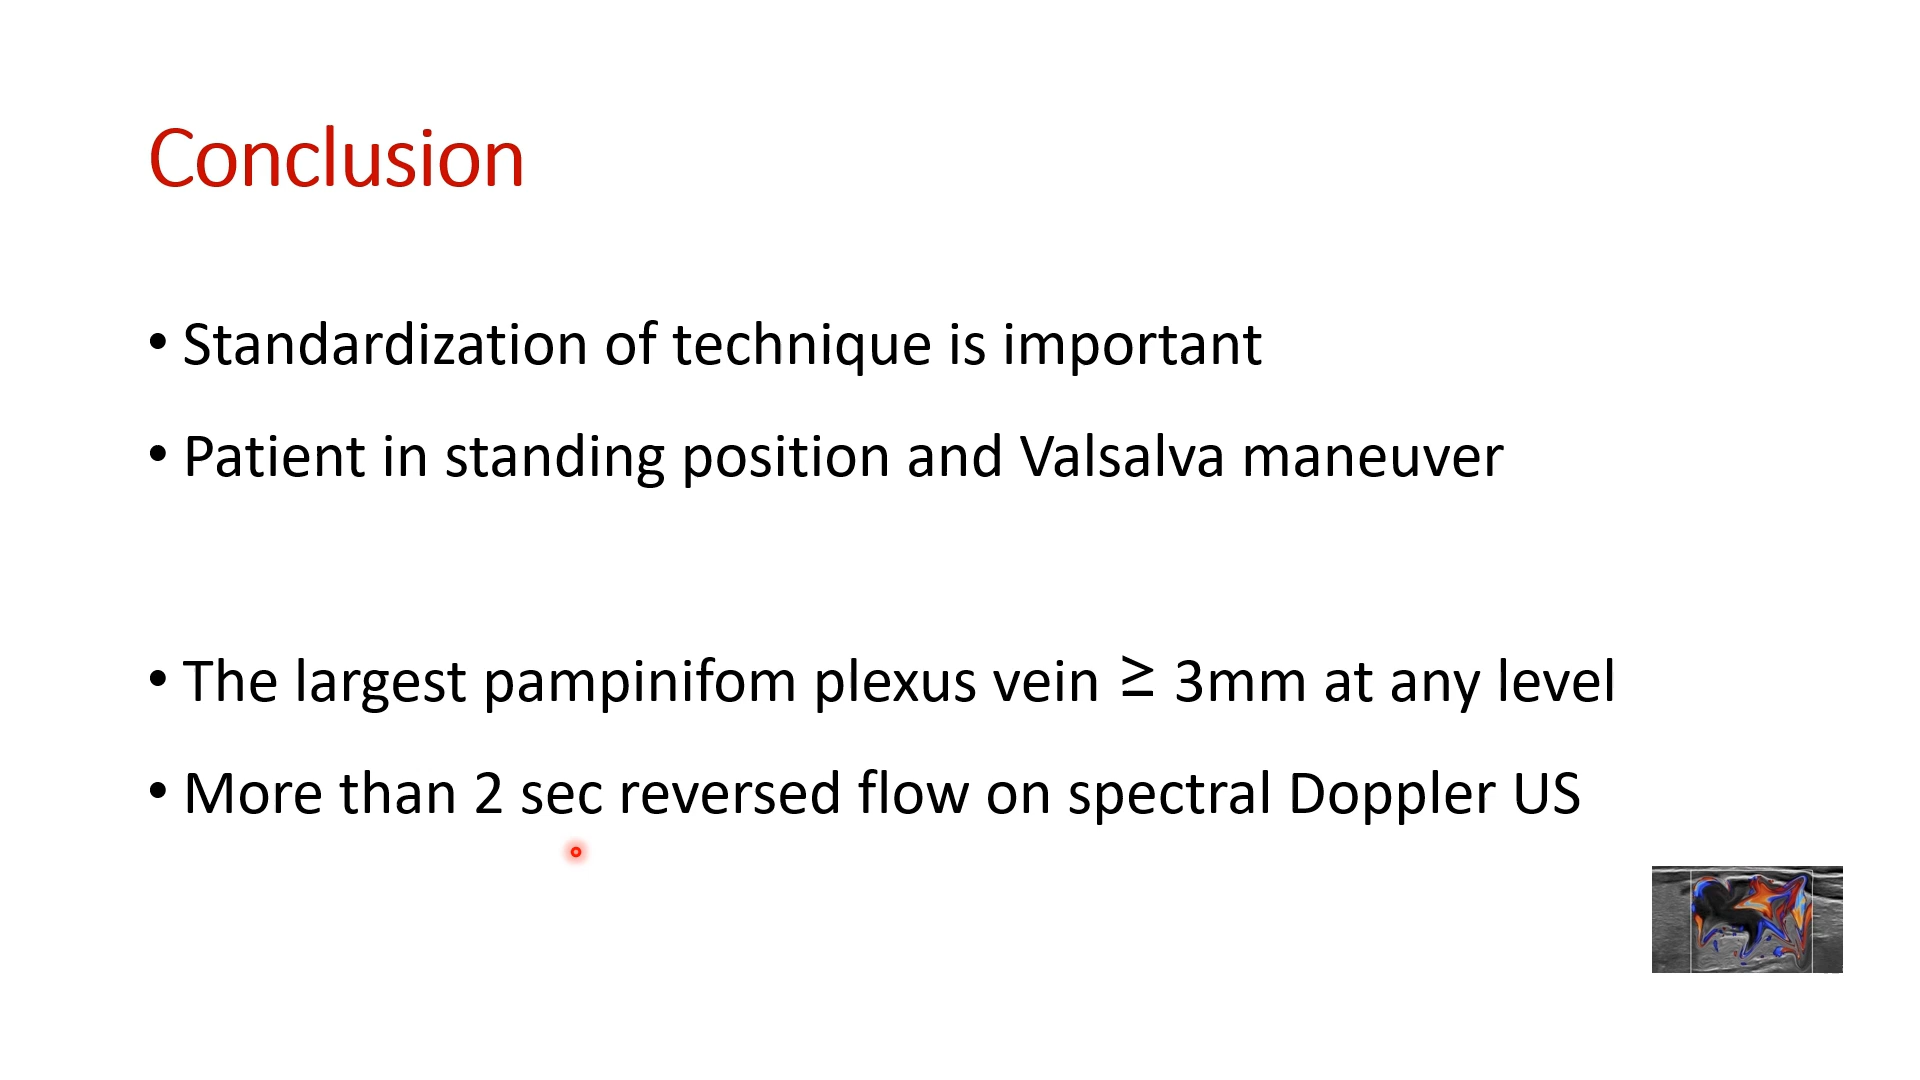 Conclusion
• Standardization of technique is important
• Patient in standing position and Valsalva maneuver
• The largest pampinifom plexus vein ≥ 3mm at any level
• More than 2 sec reversed flow on spectral Doppler US